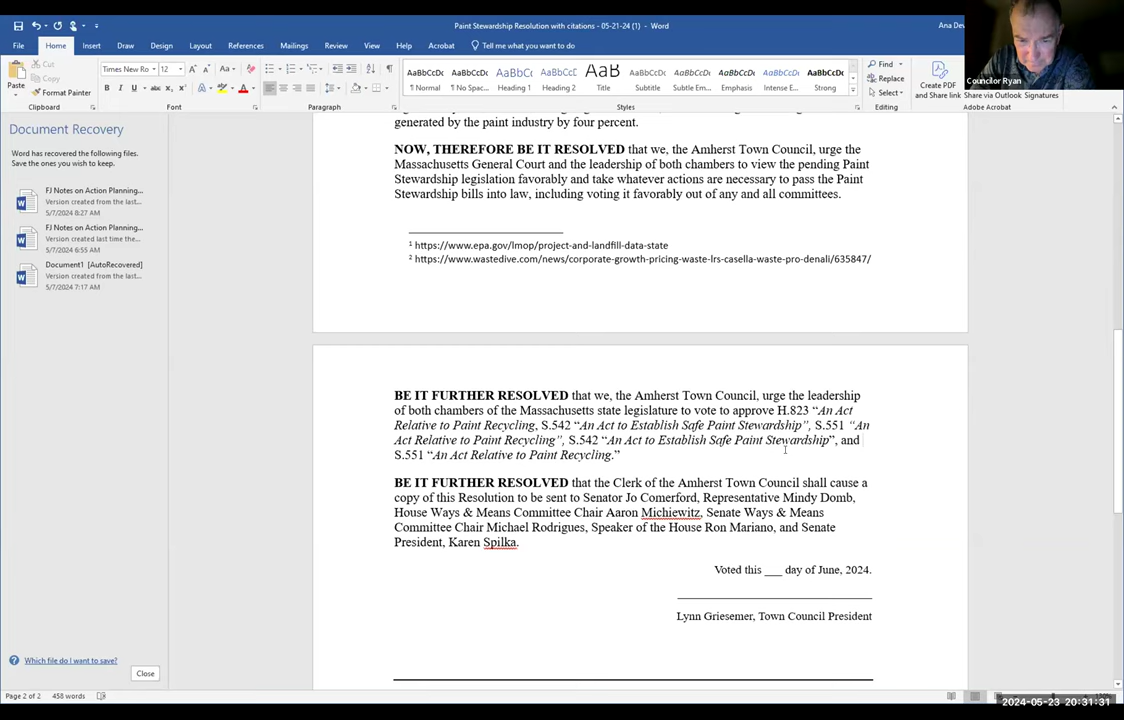 Paint Stewardship Resolution with citations - 05-21-24 (1) - Word
Ana Dev
File Home Insert Draw Design Layout References Mailings Review View Help Acrobat Tell me what you want to do
Paste
Cut
Copy
Format Painter
Clipboard
Times New Ro 12
Font
Paragraph
AaBbCcDc AaBbCcDc AaBbC AaBbCcC AaB AaBbCcD AaBbCcDc AaBbCcDc AaBbCcDc AaBbCcDc
¶ Normal ¶ No Spac... Heading 1 Heading 2 Title Subtitle Subtle Em... Emphasis Intense E... Strong
Styles
Find
Replace
Select
Editing
Create PDF
and Share link
Share via Outlook
Signatures
Adobe Acrobat
Councilor Ryan
Document Recovery
Word has recovered the following files.
Save the ones you wish to keep.
FJ Notes on Action Planning...
Version created from the last...
5/7/2024 8:27 AM
FJ Notes on Action Planning...
Version created last time the...
5/7/2024 6:55 AM
Document1 [AutoRecovered]
Version created from the last...
5/7/2024 7:17 AM
Which file do I want to save?
Close
generated by the paint industry by four percent.
NOW, THEREFORE BE IT RESOLVED that we, the Amherst Town Council, urge the
Massachusetts General Court and the leadership of both chambers to view the pending Paint
Stewardship legislation favorably and take whatever actions are necessary to pass the Paint
Stewardship bills into law, including voting it favorably out of any and all committees.
1 https://www.epa.gov/lmop/project-and-landfill-data-state
2 https://www.wastedive.com/news/corporate-growth-pricing-waste-lrs-casella-waste-pro-denali/635847/
BE IT FURTHER RESOLVED that we, the Amherst Town Council, urge the leadership
of both chambers of the Massachusetts state legislature to vote to approve H.823 “An Act
Relative to Paint Recycling, S.542 “An Act to Establish Safe Paint Stewardship”, S.551 “An
Act Relative to Paint Recycling”, S.542 “An Act to Establish Safe Paint Stewardship”, and
S.551 “An Act Relative to Paint Recycling.”
BE IT FURTHER RESOLVED that the Clerk of the Amherst Town Council shall cause a
copy of this Resolution to be sent to Senator Jo Comerford, Representative Mindy Domb,
House Ways & Means Committee Chair Aaron Michiewitz, Senate Ways & Means
Committee Chair Michael Rodrigues, Speaker of the House Ron Mariano, and Senate
President, Karen Spilka.
Voted this ___ day of June, 2024.
Lynn Griesemer, Town Council President
Page 2 of 2 458 words
2024-05-23 20:31:31